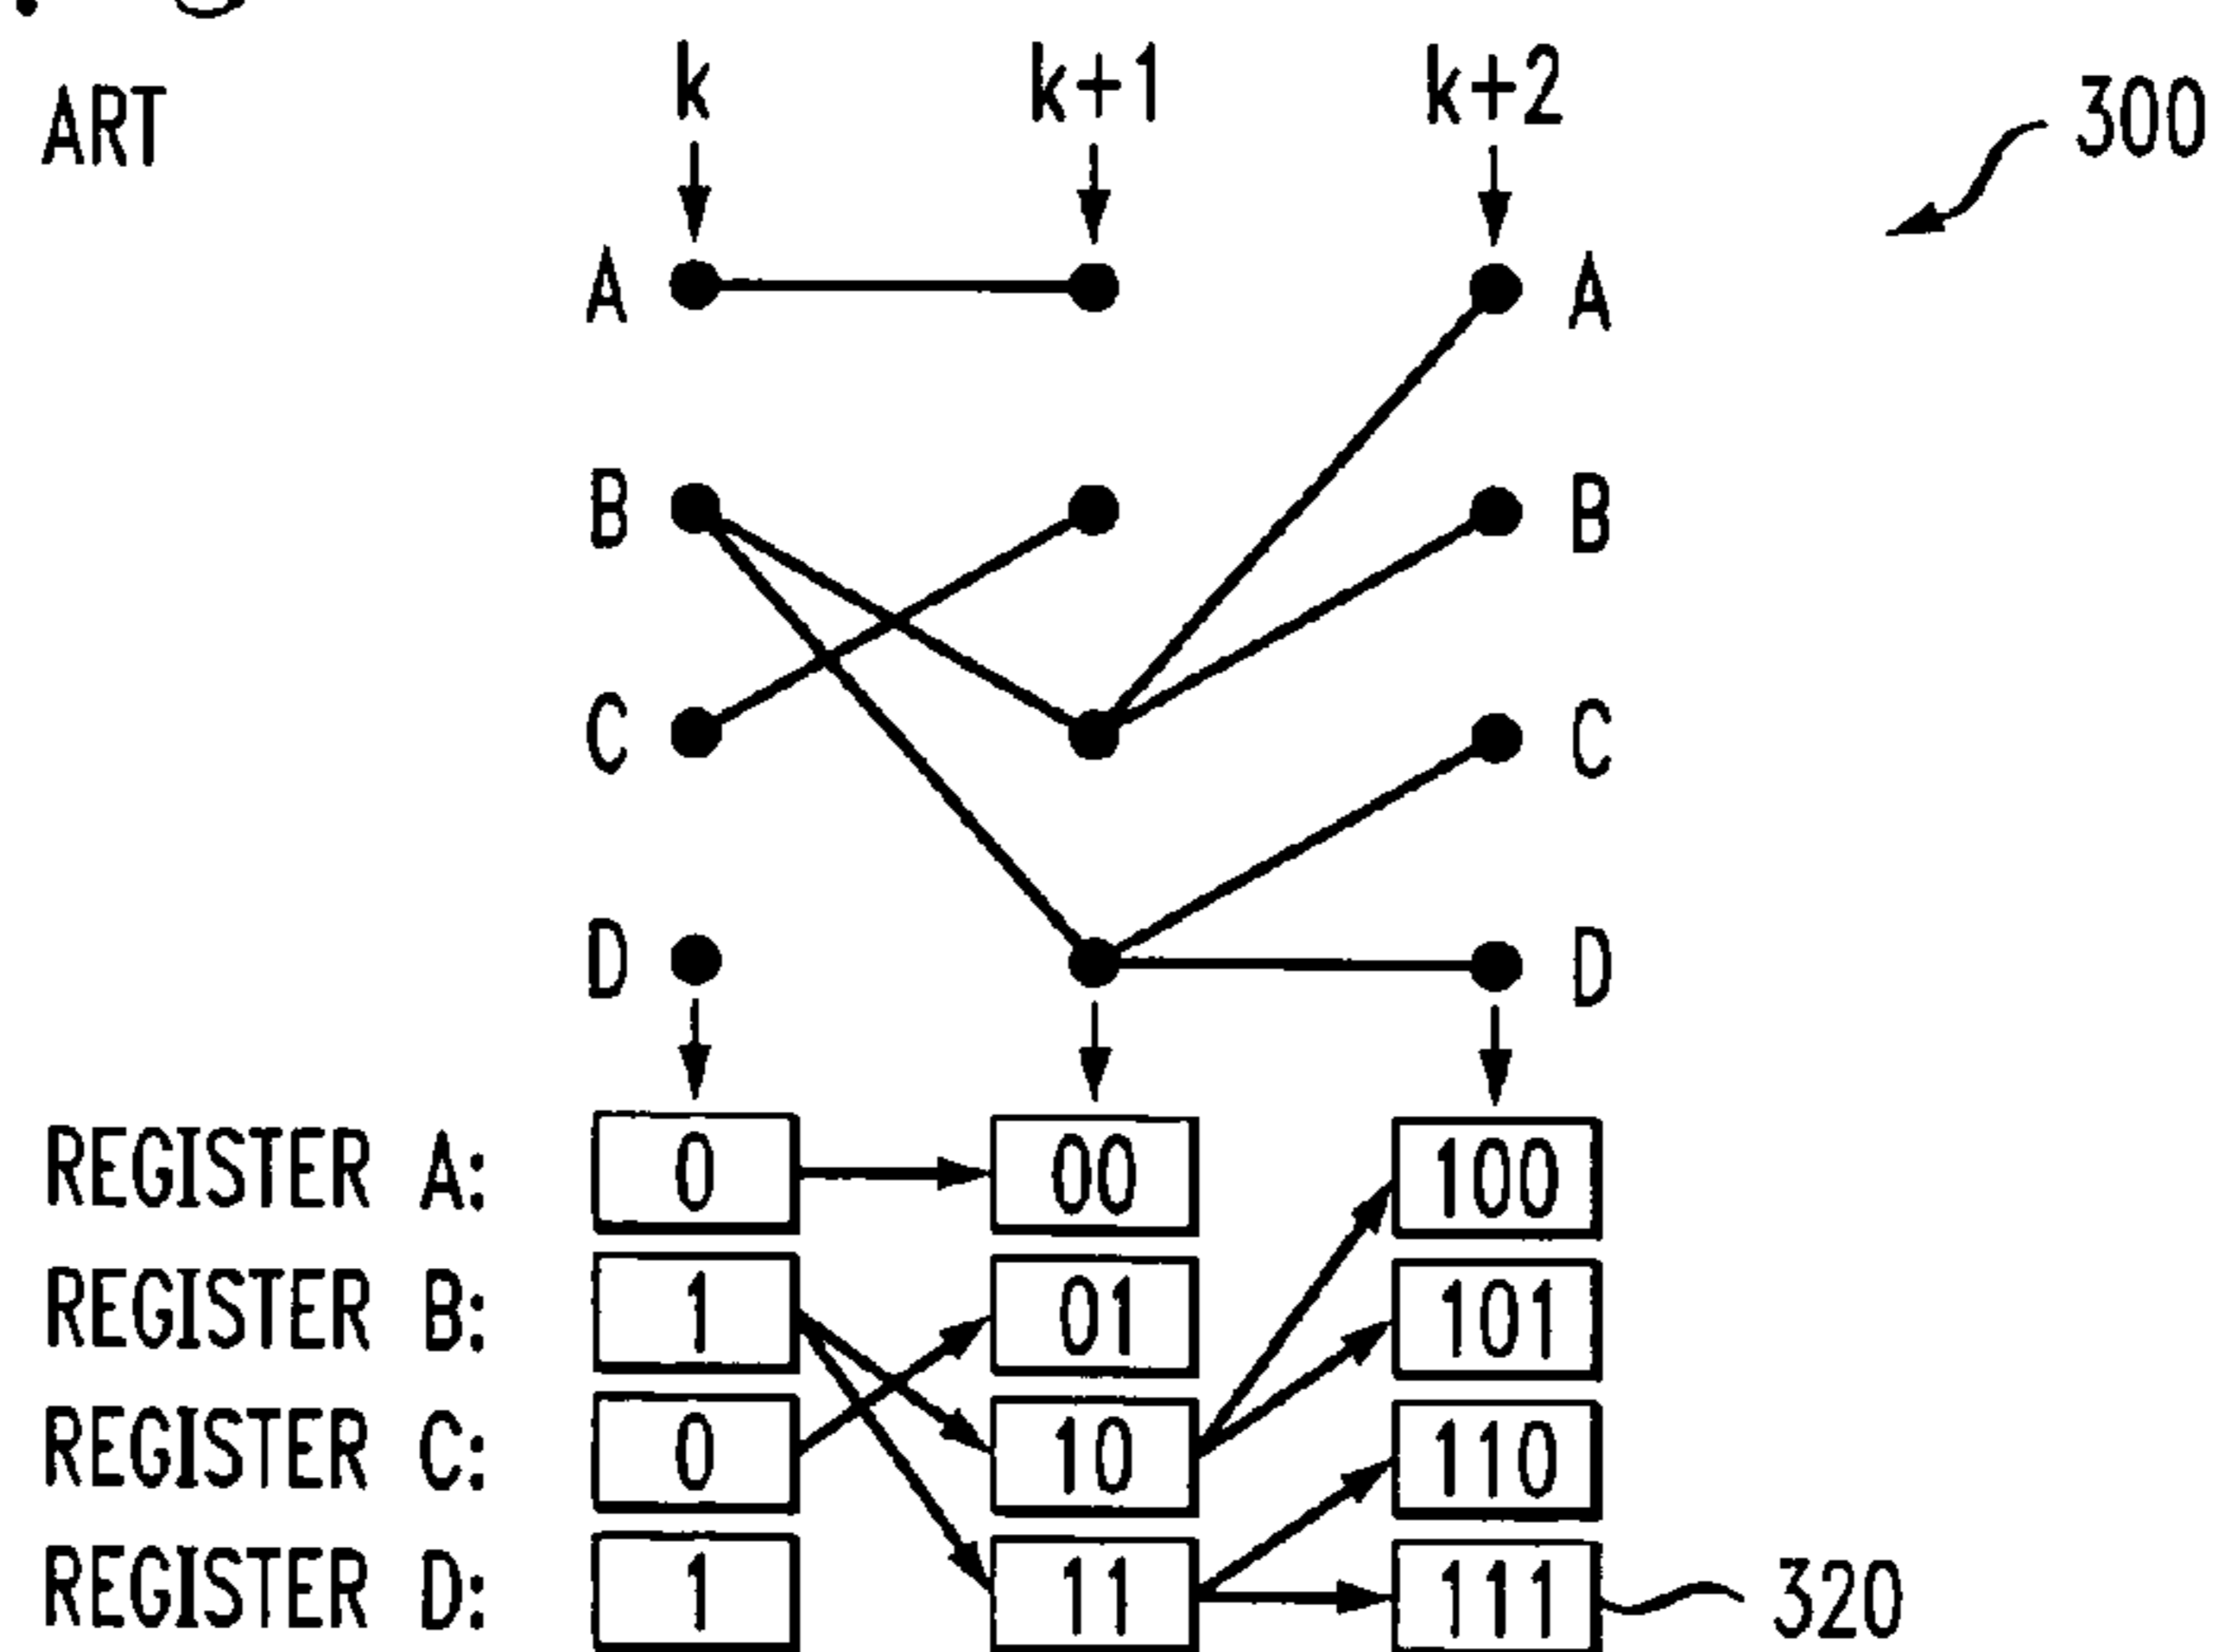 k k+1 k+2
ART 300
A A
B B
C C
D D
REGISTER A: 0 00 100
REGISTER B: 1 01 101
REGISTER C: 0 10 110
REGISTER D: 1 11 111 320